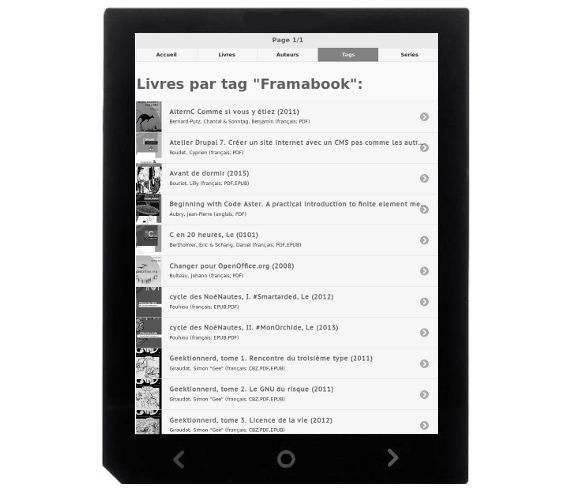 Page 1/1
Accueil Livres Auteurs Tags Séries
Livres par tag "Framabook":
AlternC Comme si vous y étiez (2011)
Bernard-Putz, Chantal & Sonntag, Benjamin (français; PDF)
Atelier Drupal 7. Créer un site internet avec un CMS pas comme les autr...
Boudet, Cyprian (français; PDF)
Avant de dormir (2015)
Bouriot, Lilly (français; PDF,EPUB)
Beginning with Code Aster. A practical introduction to finite element me...
Aubry, Jean-Pierre (anglais; PDF)
C en 20 heures, Le (0101)
Berthomier, Eric & Schang, Daniel (français; PDF,EPUB)
Changer pour OpenOffice.org (2008)
Bulteau, Johann (français; PDF)
cycle des NoéNautes, I. #Smartarded, Le (2012)
Pouhiou (français; EPUB,PDF)
cycle des NoéNautes, II. #MonOrchide, Le (2013)
Pouhiou (français; EPUB,PDF)
Geektionnerd, tome 1. Rencontre du troisième type (2011)
Giraudot, Simon "Gee" (français; CBZ,PDF,EPUB)
Geektionnerd, tome 2. Le GNU du risque (2011)
Giraudot, Simon "Gee" (français; CBZ,PDF,EPUB)
Geektionnerd, tome 3. Licence de la vie (2012)
Giraudot, Simon "Gee" (français; CBZ,PDF,EPUB)